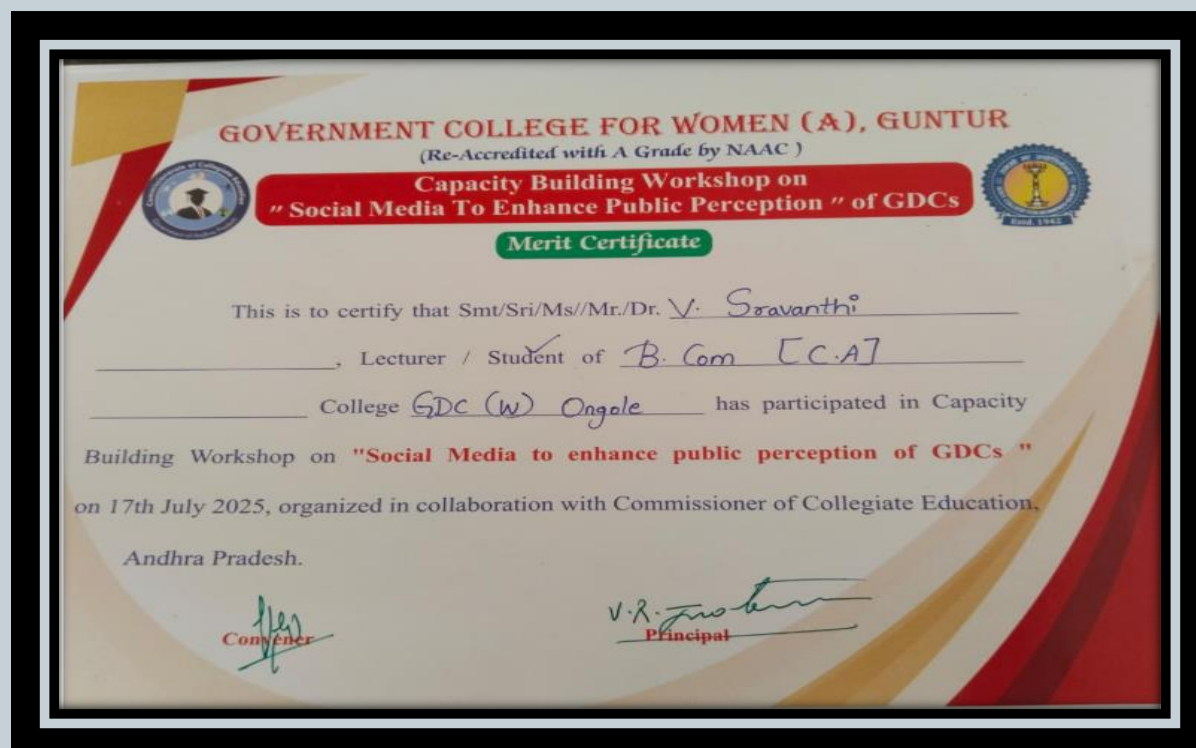 GOVERNMENT COLLEGE FOR WOMEN (A), GUNTUR
(Re-Accredited with A Grade by NAAC )
Capacity Building Workshop on
" Social Media To Enhance Public Perception " of GDCs
Estd. 1942
Merit Certificate
This is to certify that Smt/Sri/Ms//Mr./Dr. V. Sravanthi
, Lecturer / Student of B. Com [C.A]
College GDC (W) Ongole has participated in Capacity
Building Workshop on "Social Media to enhance public perception of GDCs "
on 17th July 2025, organized in collaboration with Commissioner of Collegiate Education,
Andhra Pradesh.
V.R.
Convener
Principal